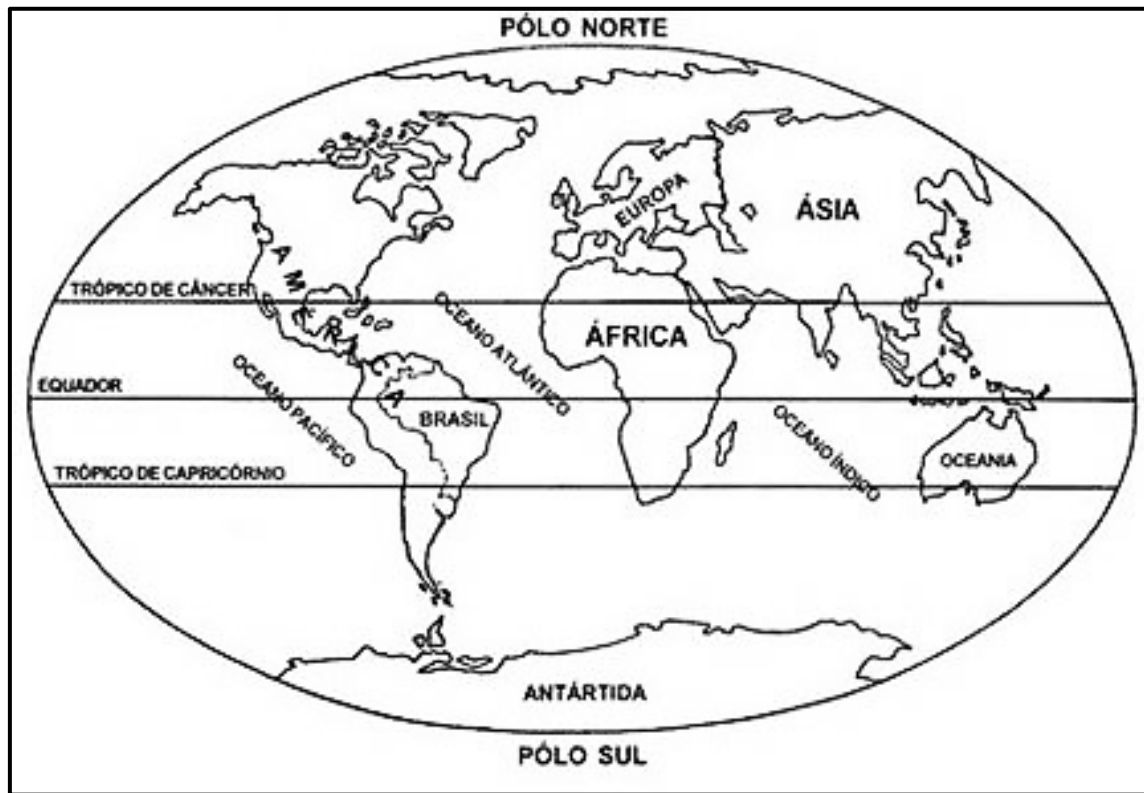 PÓLO NORTE
EUROPA
ÁSIA
AMÉRICA
TRÓPICO DE CÂNCER
OCEANO ATLÂNTICO
ÁFRICA
EQUADOR
OCEANO PACÍFICO
BRASIL
OCEANO ÍNDICO
OCEANIA
TRÓPICO DE CAPRICÓRNIO
ANTÁRTIDA
PÓLO SUL